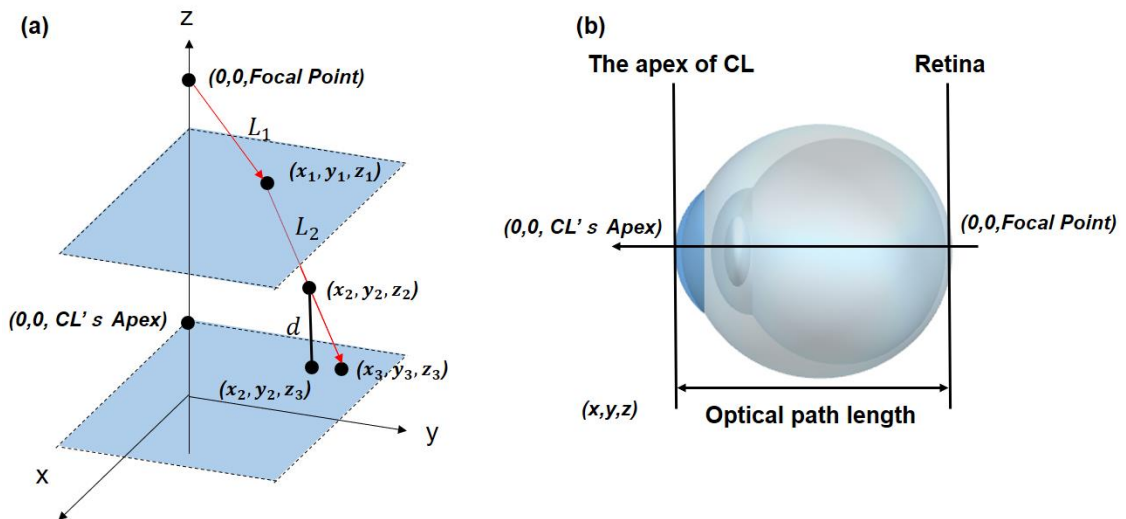 (a)
z
(0,0,Focal Point)
L₁
(x₁, y₁, z₁)
L₂
(x₂, y₂, z₂)
(0,0, CL's Apex)
d
(x₂, y₂, z₃)
(x₃, y₃, z₃)
y
x
(b)
The apex of CL
Retina
(0,0, CL's Apex)
(0,0,Focal Point)
(x,y,z)
Optical path length